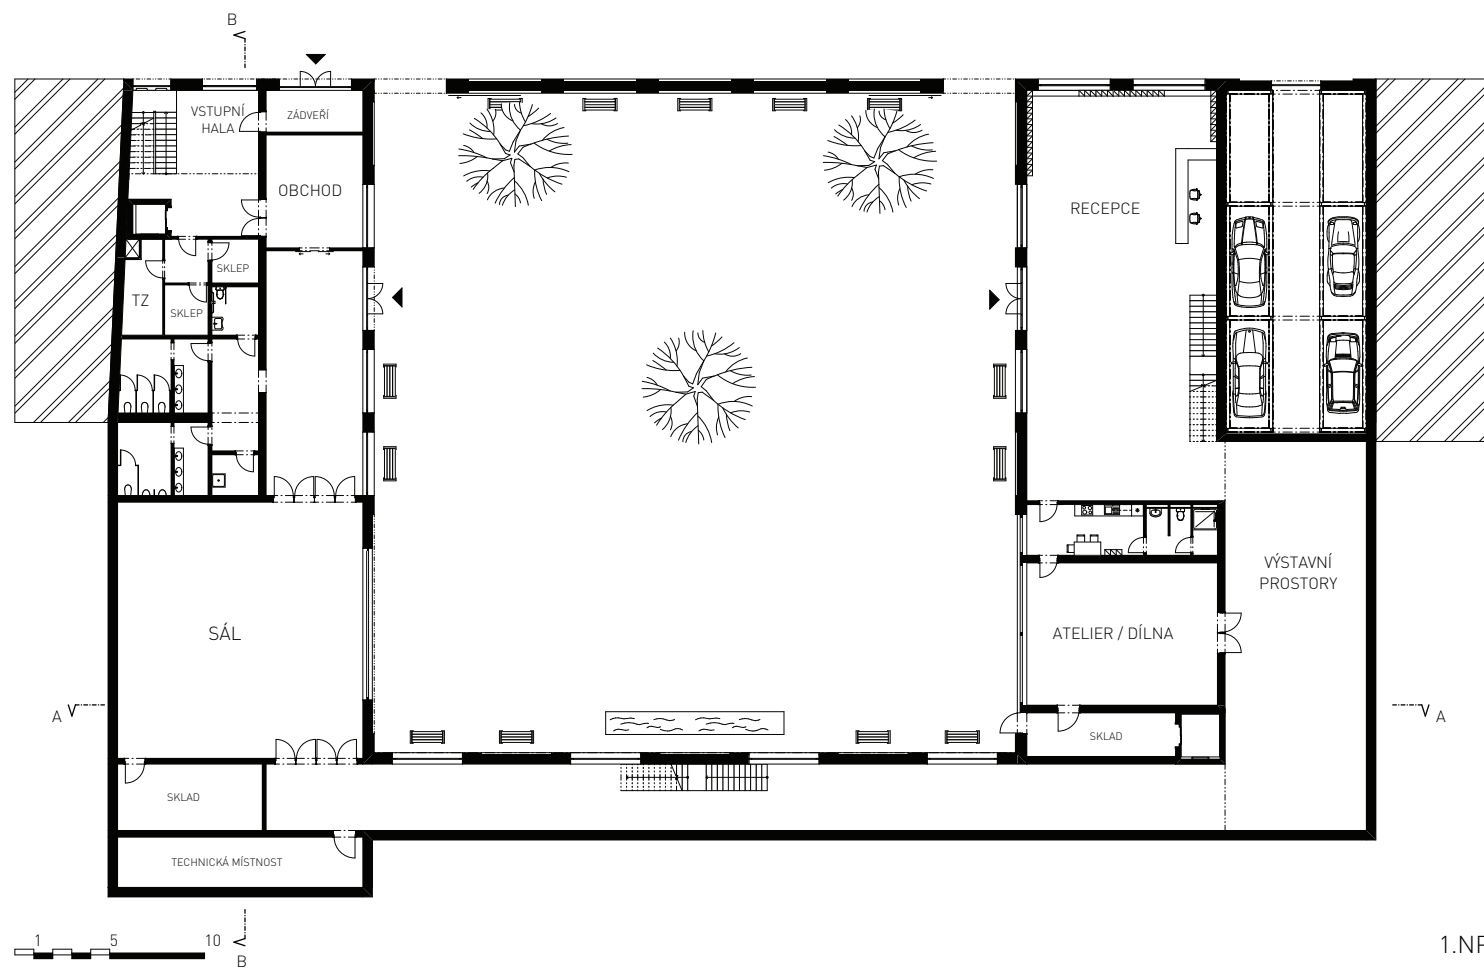 B
VSTUPNÍ
HALA
ZÁDVEŘÍ
OBCHOD
RECEPCE
SKLEP
TZ
SKLEP
VÝSTAVNÍ
PROSTORY
SÁL
ATELIER / DÍLNA
A
A
SKLAD
SKLAD
TECHNICKÁ MÍSTNOST
1 5 10
B
1.NP